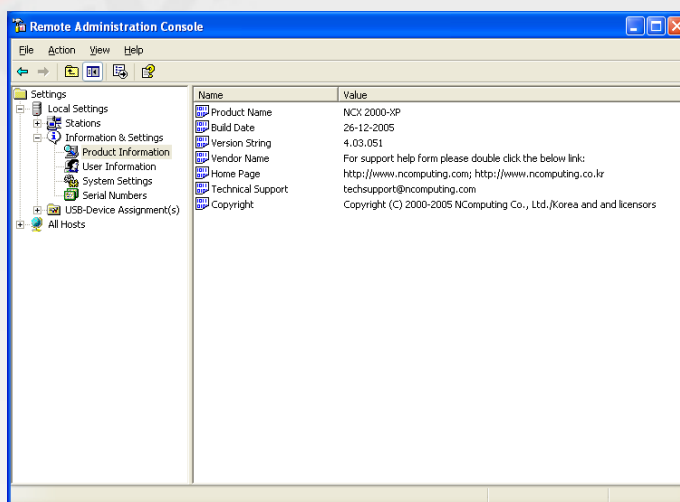 Remote Administration Console
File Action View Help
Settings
Local Settings
Stations
Information & Settings
Product Information
User Information
System Settings
Serial Numbers
USB-Device Assignment(s)
All Hosts
Name Value
Product Name NCX 2000-XP
Build Date 26-12-2005
Version String 4.03.051
Vendor Name For support help form please double click the below link:
Home Page http://www.ncomputing.com; http://www.ncomputing.co.kr
Technical Support techsupport@ncomputing.com
Copyright Copyright (C) 2000-2005 NComputing Co., Ltd./Korea and and licensors